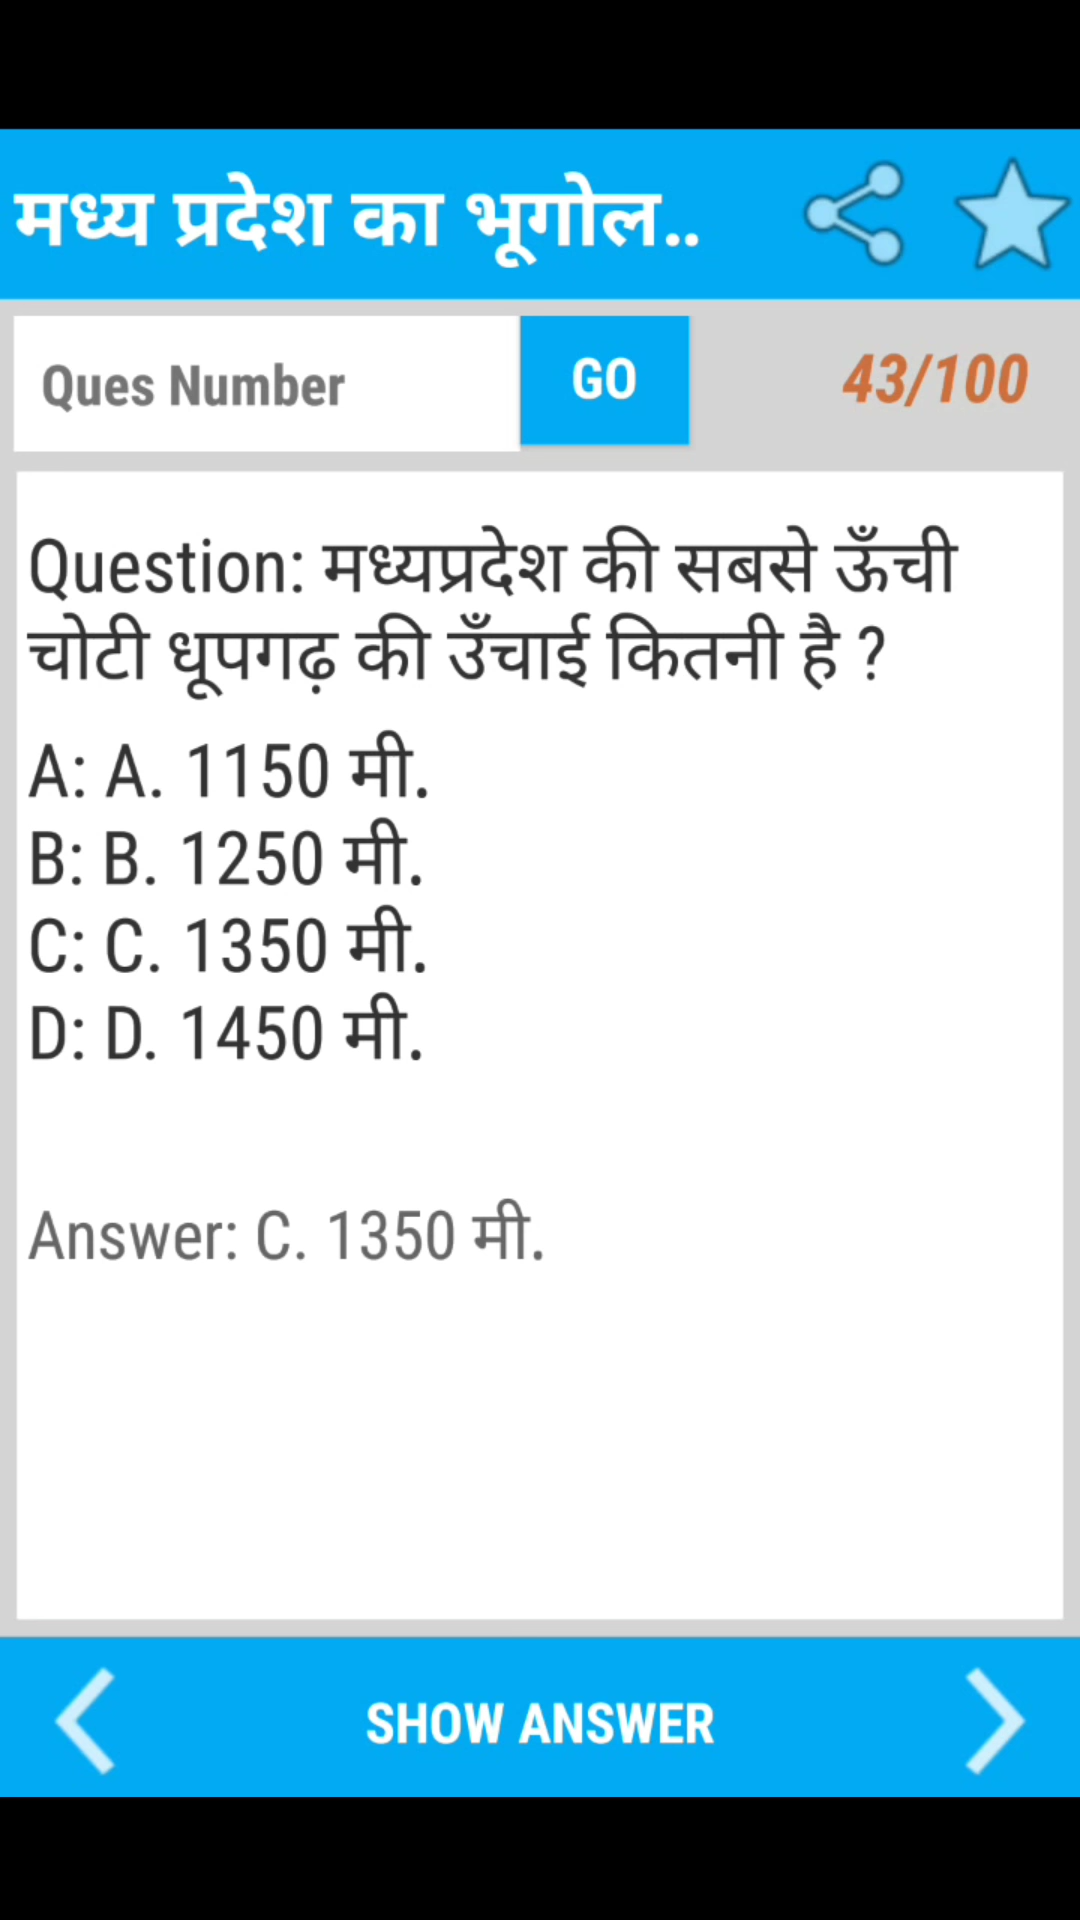 मध्य प्रदेश का भूगोल..
Ques Number
GO
43/100
Question: मध्यप्रदेश की सबसे ऊँची
चोटी धूपगढ़ की उँचाई कितनी है ?
A: A. 1150 मी.
B: B. 1250 मी.
C: C. 1350 मी.
D: D. 1450 मी.
Answer: C. 1350 मी.
SHOW ANSWER